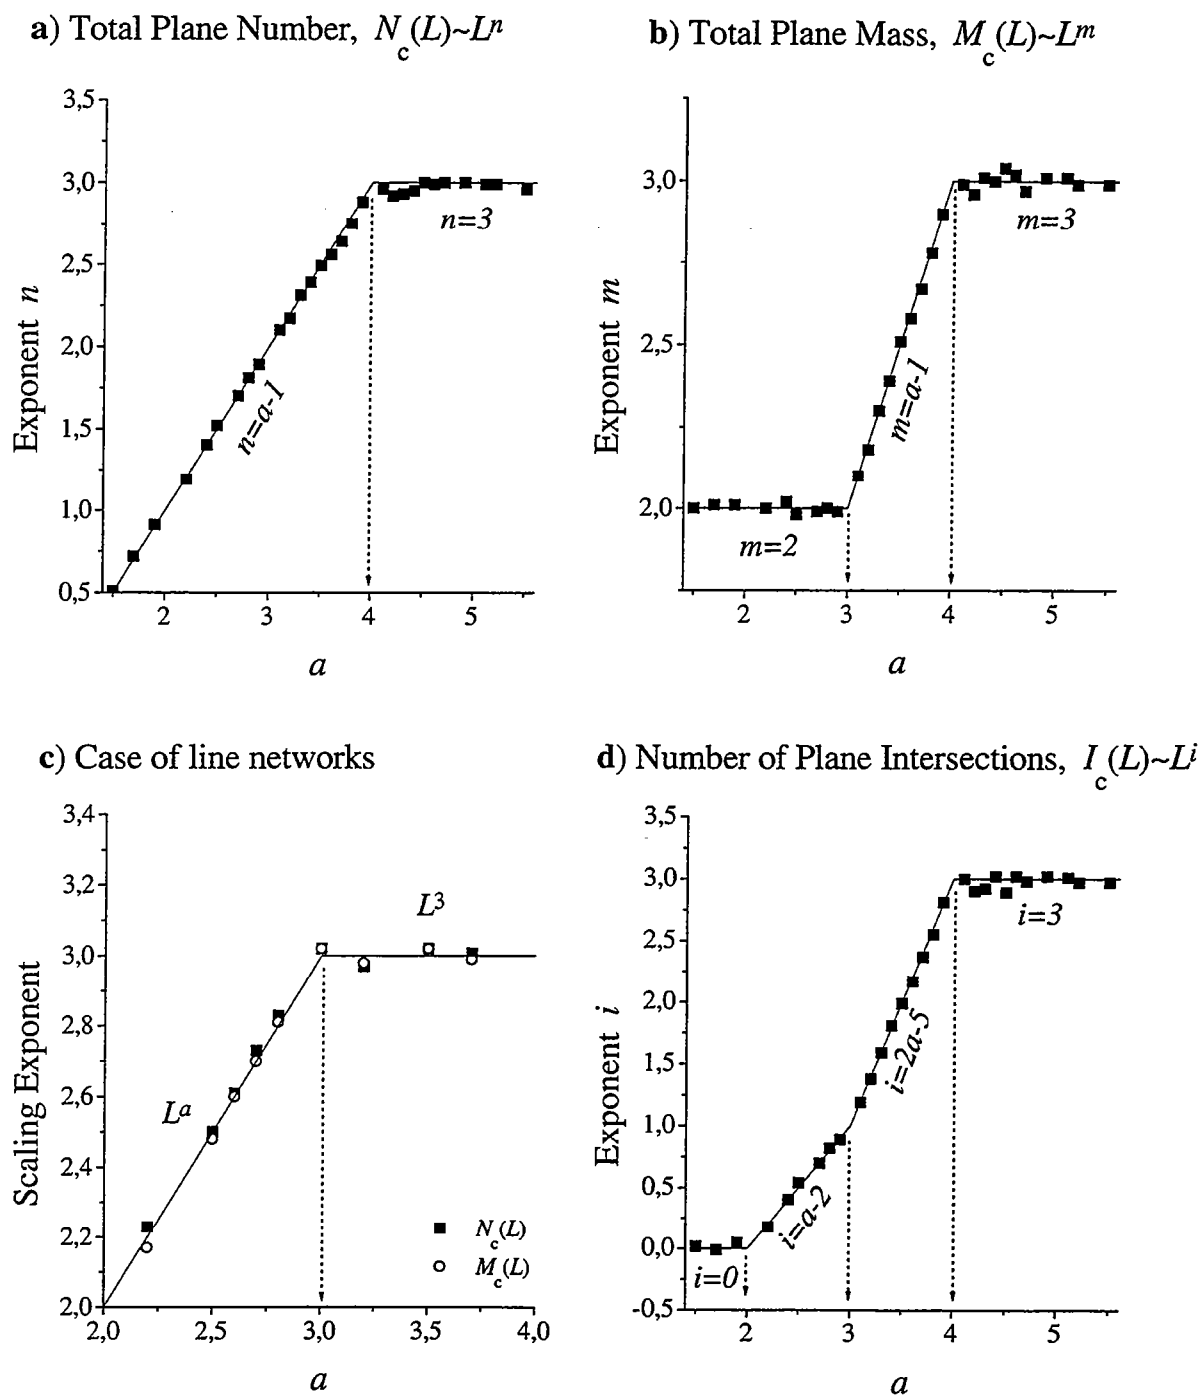 a) Total Plane Number, N_c(L)~L^n
3,5
3,0
2,5
2,0
1,5
1,0
0,5
Exponent n
n=a-1
n=3
2 3 4 5
a
b) Total Plane Mass, M_c(L)~L^m
3,0
2,5
2,0
Exponent m
m=2
m=a-1
m=3
2 3 4 5
a
c) Case of line networks
3,4
3,2
3,0
2,8
2,6
2,4
2,2
2,0
Scaling Exponent
L^a
L^3
N_c(L)
M_c(L)
2,0 2,5 3,0 3,5 4,0
a
d) Number of Plane Intersections, I_c(L)~L^i
3,5
3,0
2,5
2,0
1,5
1,0
0,5
0,0
-0,5
Exponent i
i=0
i=a-2
i=2a-5
i=3
2 3 4 5
a